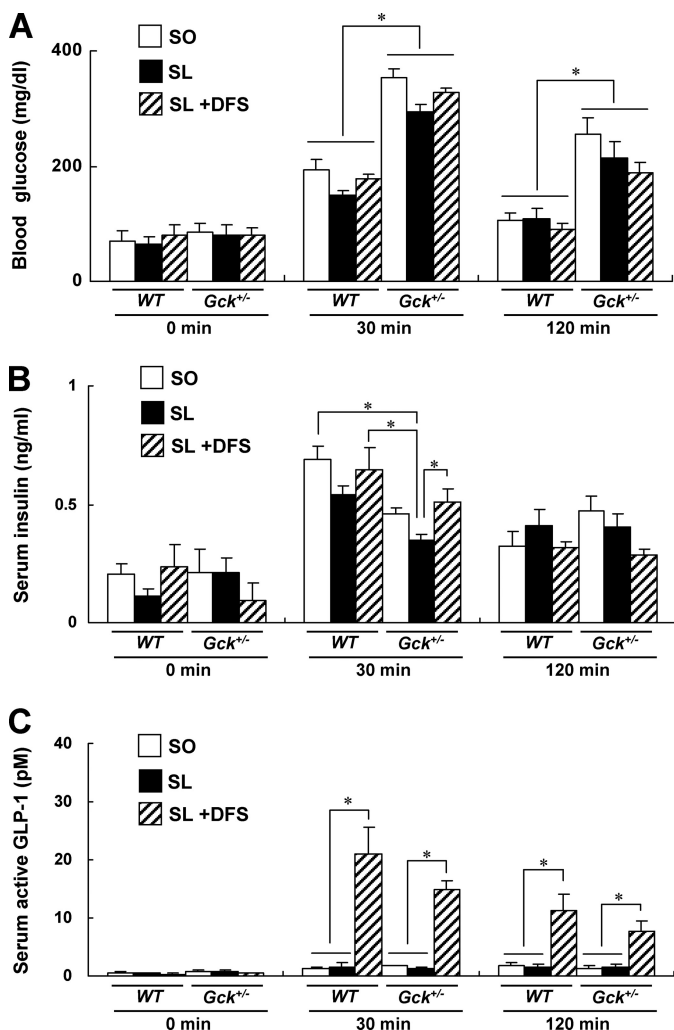 A
SO
SL
SL +DFS
Blood glucose (mg/dl)
400
200
0
*
*
WT Gck+/- WT Gck+/- WT Gck+/-
0 min 30 min 120 min
B
SO
SL
SL +DFS
Serum insulin (ng/ml)
1
0.5
0
*
*
*
WT Gck+/- WT Gck+/- WT Gck+/-
0 min 30 min 120 min
C
SO
SL
SL +DFS
Serum active GLP-1 (pM)
40
30
20
10
0
*
*
*
*
WT Gck+/- WT Gck+/- WT Gck+/-
0 min 30 min 120 min